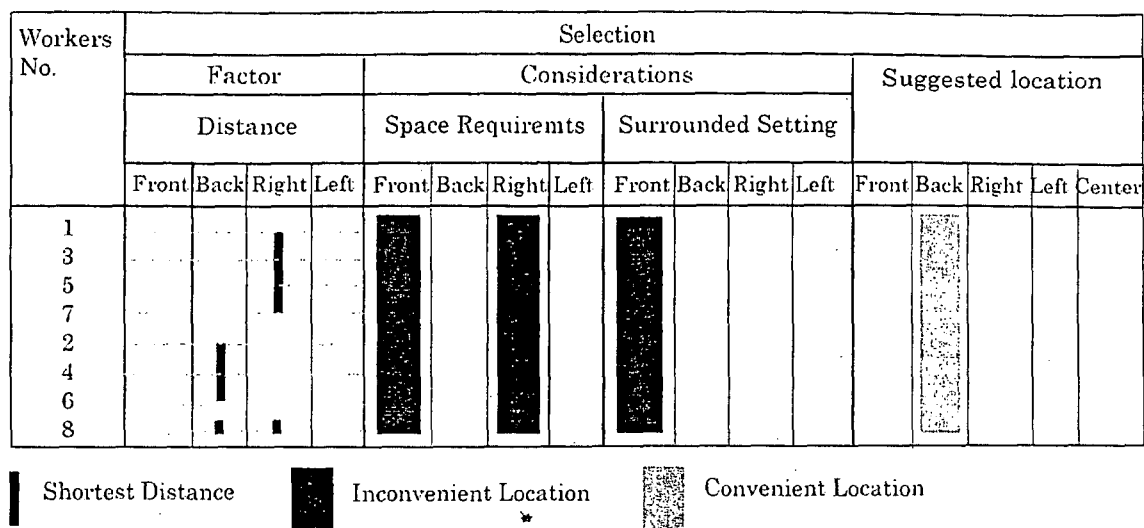 Workers No.
Selection
Factor
Considerations
Suggested location
Distance
Space Requiremts
Surrounded Setting
Front Back Right Left Front Back Right Left Front Back Right Left Front Back Right Left Center
1
3
5
7
2
4
6
8
Shortest Distance
Inconvenient Location
Convenient Location